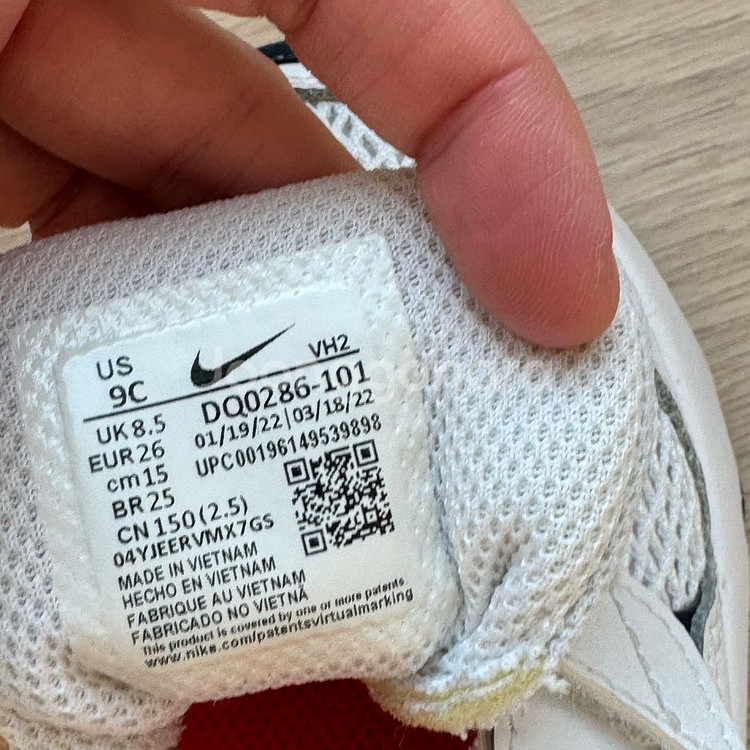 US
9C
VH2
UK 8.5
EUR 26
cm 15
BR 25
CN 150 (2.5)
DQ0286-101
01/19/22|03/18/22
UPC00196149539898
04YJEERVMX7GS
MADE IN VIETNAM
HECHO EN VIETNAM
FABRIQUE AU VIETNAM
FABRICADO NO VIETNÃ
This product is covered by one or more patents.
www.nike.com/patentsvirtualmarking